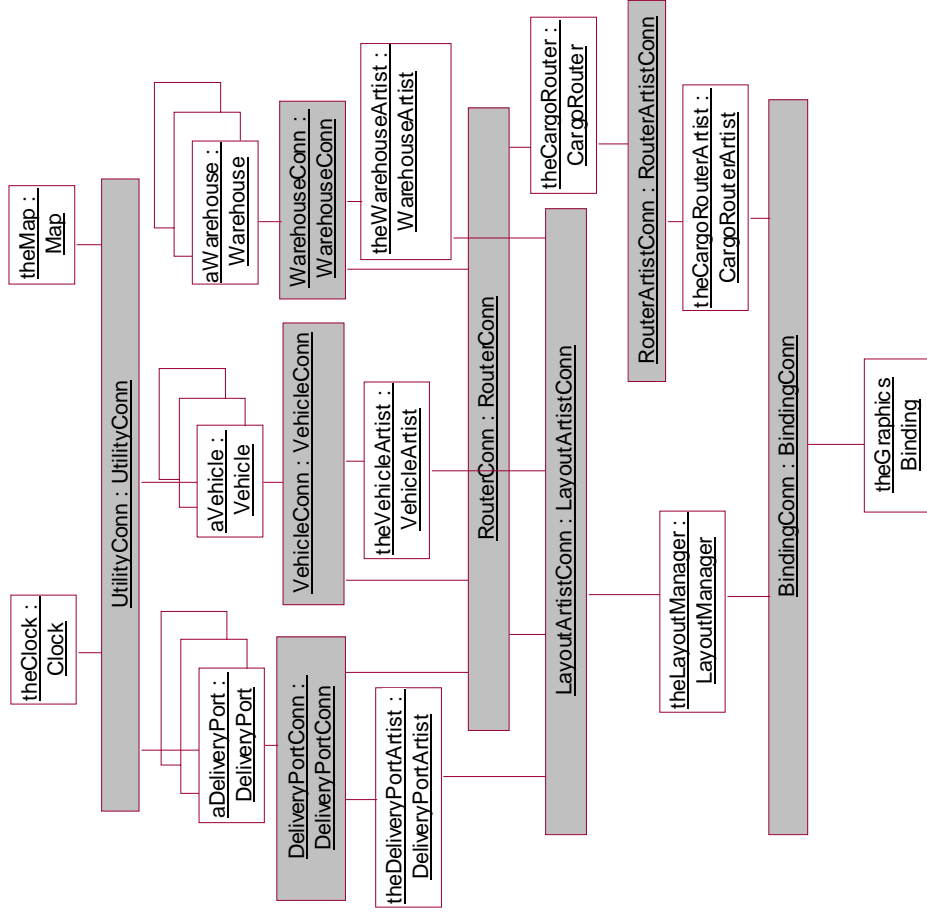 theClock :
Clock
theMap :
Map
UtilityConn : UtilityConn
aDeliveryPort :
DeliveryPort
aVehicle :
Vehicle
aWarehouse :
Warehouse
DeliveryPortConn :
DeliveryPortConn
VehicleConn : VehicleConn
WarehouseConn :
WarehouseConn
theDeliveryPortArtist :
DeliveryPortArtist
theVehicleArtist :
VehicleArtist
theWarehouseArtist :
WarehouseArtist
RouterConn : RouterConn
LayoutArtistConn : LayoutArtistConn
theCargoRouter :
CargoRouter
RouterArtistConn : RouterArtistConn
theLayoutManager :
LayoutManager
theCargoRouterArtist :
CargoRouterArtist
BindingConn : BindingConn
theGraphics
Binding